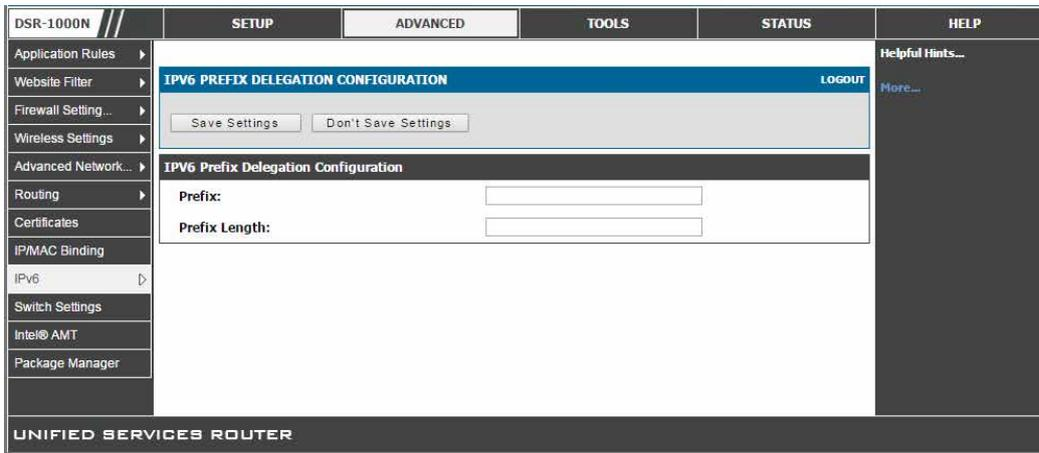 DSR-1000N
SETUP
ADVANCED
TOOLS
STATUS
HELP
Application Rules
Website Filter
Firewall Setting...
Wireless Settings
Advanced Network...
Routing
Certificates
IP/MAC Binding
IPv6
Switch Settings
Intel® AMT
Package Manager
IPV6 PREFIX DELEGATION CONFIGURATION
LOGOUT
Save Settings
Don't Save Settings
IPV6 Prefix Delegation Configuration
Prefix:
Prefix Length:
Helpful Hints...
More...
UNIFIED SERVICES ROUTER